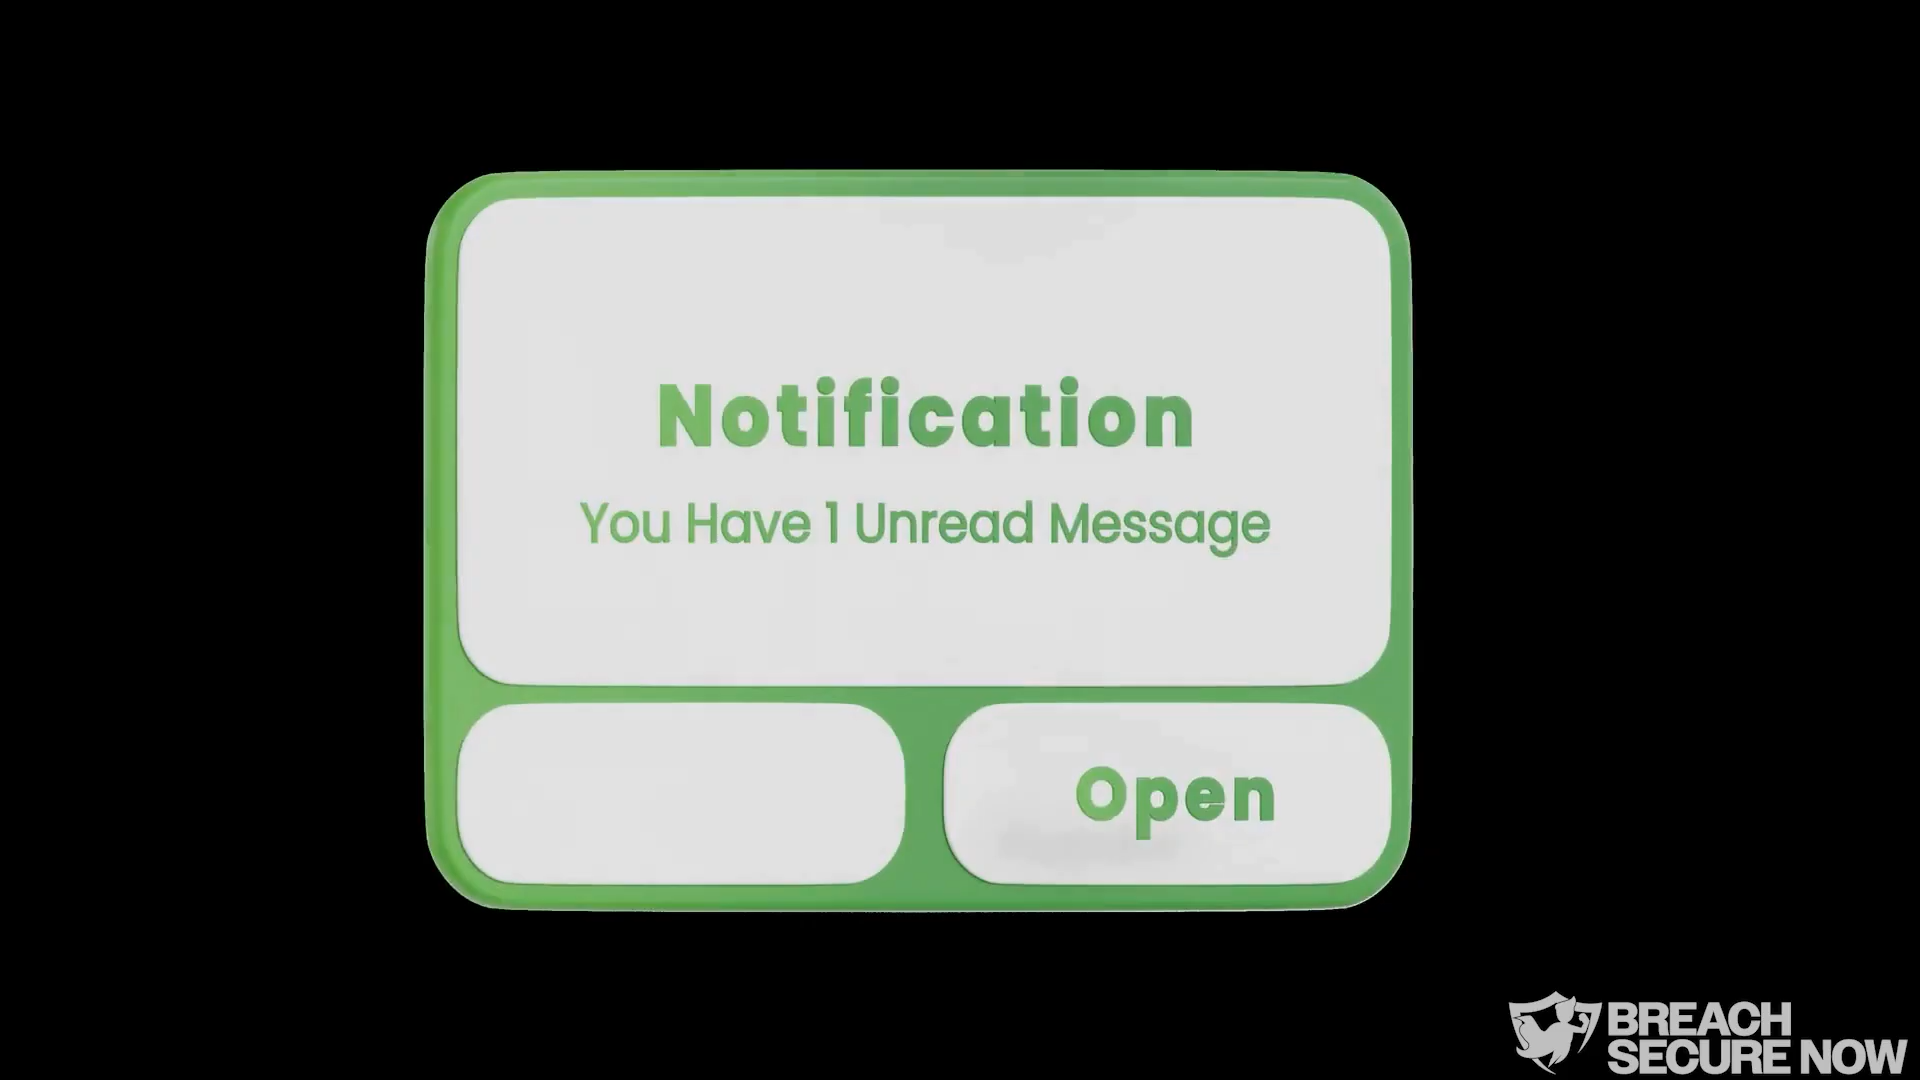 Notification
You Have 1 Unread Message
Open
BREACH
SECURE NOW